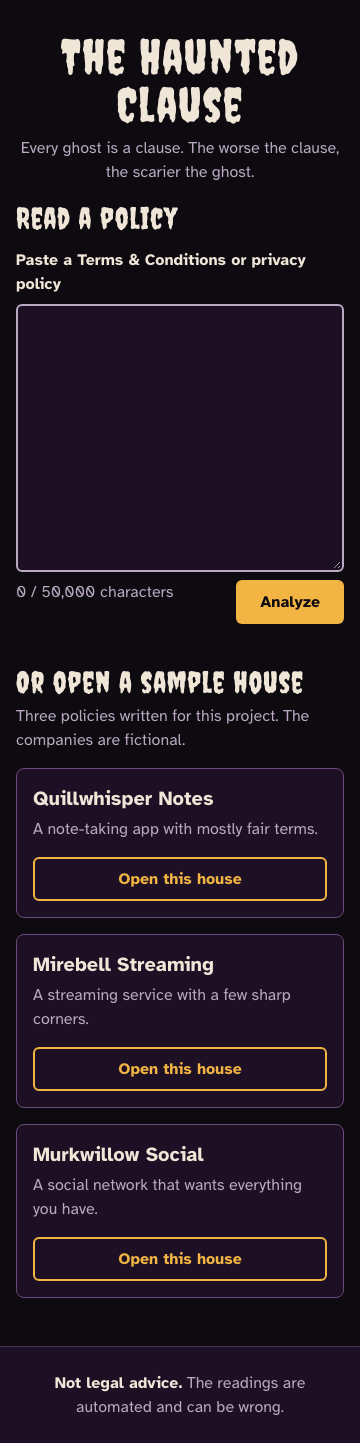 THE HAUNTED
CLAUSE
Every ghost is a clause. The worse the clause,
the scarier the ghost.
READ A POLICY
Paste a Terms & Conditions or privacy
policy
0 / 50,000 characters
Analyze
OR OPEN A SAMPLE HOUSE
Three policies written for this project. The
companies are fictional.
Quillwhisper Notes
A note-taking app with mostly fair terms.
Open this house
Mirebell Streaming
A streaming service with a few sharp
corners.
Open this house
Murkwillow Social
A social network that wants everything
you have.
Open this house
Not legal advice. The readings are
automated and can be wrong.